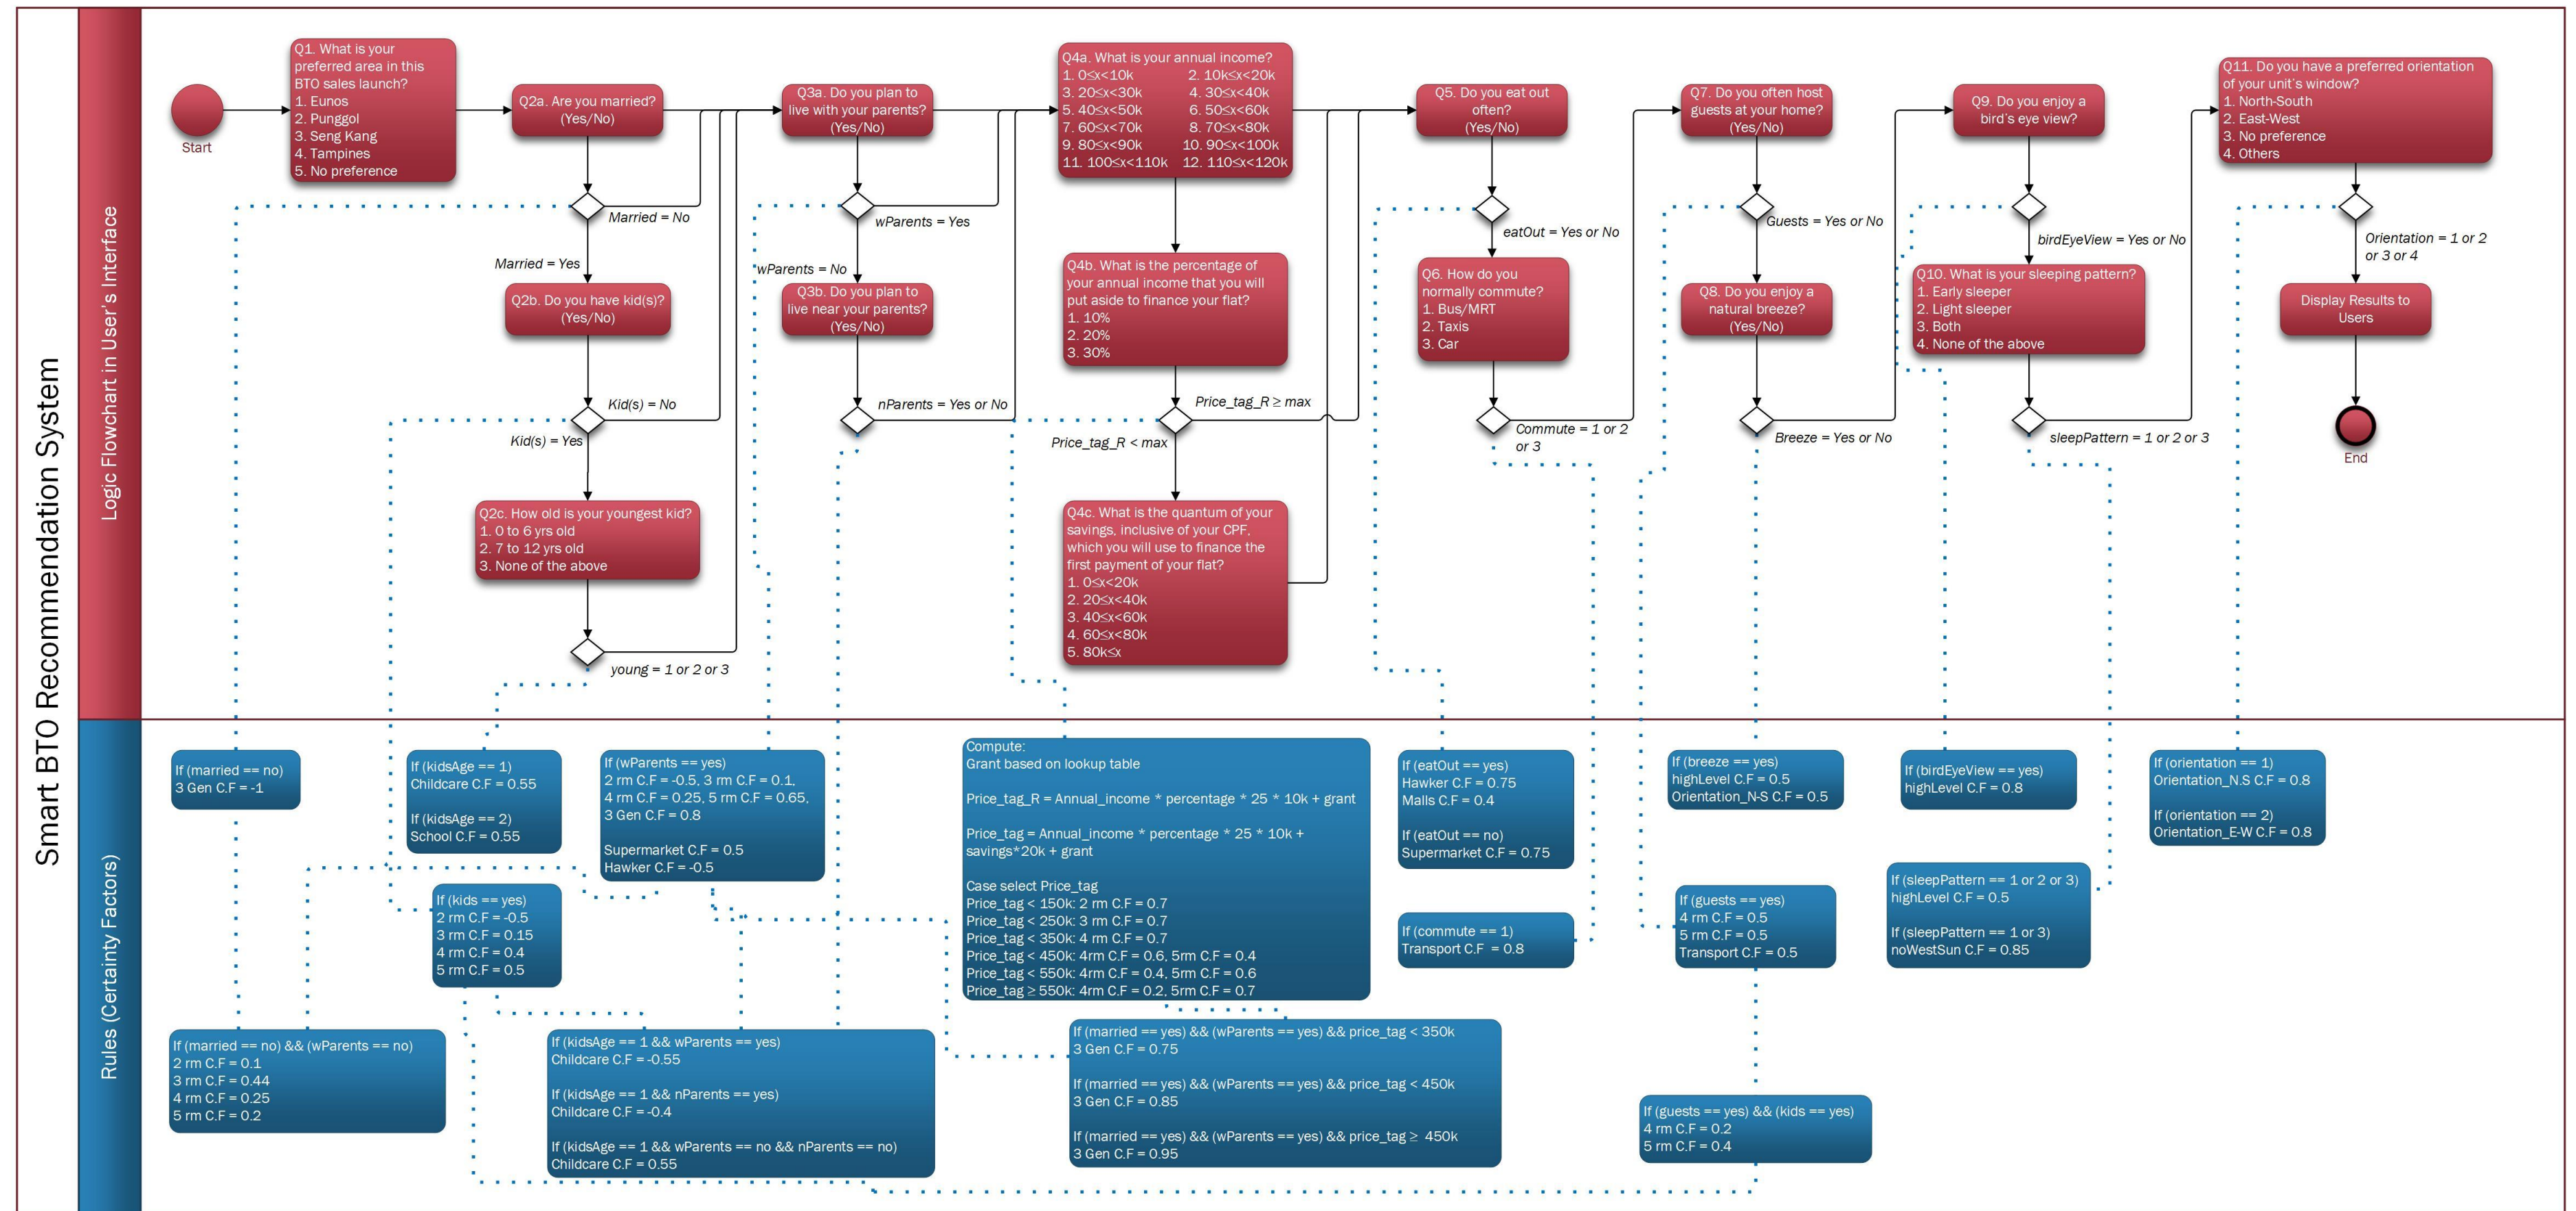 Smart BTO Recommendation System
Logic Flowchart in User's Interface
Start
Q1. What is your
preferred area in this
BTO sales launch?
1. Eunos
2. Punggol
3. Seng Kang
4. Tampines
5. No preference
Q2a. Are you married?
(Yes/No)
Married = No
Married = Yes
Q2b. Do you have kid(s)?
(Yes/No)
Kid(s) = No
Kid(s) = Yes
Q2c. How old is your youngest kid?
1. 0 to 6 yrs old
2. 7 to 12 yrs old
3. None of the above
young = 1 or 2 or 3
Q3a. Do you plan to
live with your parents?
(Yes/No)
wParents = Yes
wParents = No
Q3b. Do you plan to
live near your parents?
(Yes/No)
nParents = Yes or No
Q4a. What is your annual income?
1. 0≤x<10k 2. 10k≤x<20k
3. 20≤x<30k 4. 30≤x<40k
5. 40≤x<50k 6. 50≤x<60k
7. 60≤x<70k 8. 70≤x<80k
9. 80≤x<90k 10. 90≤x<100k
11. 100≤x<110k 12. 110≤x<120k
Q4b. What is the percentage of
your annual income that you will
put aside to finance your flat?
1. 10%
2. 20%
3. 30%
Price_tag_R ≥ max
Price_tag_R < max
Q4c. What is the quantum of your
savings, inclusive of your CPF,
which you will use to finance the
first payment of your flat?
1. 0≤x<20k
2. 20≤x<40k
3. 40≤x<60k
4. 60≤x<80k
5. 80k≤x
Q5. Do you eat out
often?
(Yes/No)
eatOut = Yes or No
Q6. How do you
normally commute?
1. Bus/MRT
2. Taxis
3. Car
Commute = 1 or 2
or 3
Q7. Do you often host
guests at your home?
(Yes/No)
Guests = Yes or No
Q8. Do you enjoy a
natural breeze?
(Yes/No)
Breeze = Yes or No
Q9. Do you enjoy a
bird's eye view?
birdEyeView = Yes or No
Q10. What is your sleeping pattern?
1. Early sleeper
2. Light sleeper
3. Both
4. None of the above
sleepPattern = 1 or 2 or 3
Q11. Do you have a preferred orientation
of your unit's window?
1. North-South
2. East-West
3. No preference
4. Others
Orientation = 1 or 2
or 3 or 4
Display Results to
Users
End
Rules (Certainty Factors)
If (married == no)
3 Gen C.F = -1
If (kidsAge == 1)
Childcare C.F = 0.55
If (kidsAge == 2)
School C.F = 0.55
If (wParents == yes)
2 rm C.F = -0.5, 3 rm C.F = 0.1,
4 rm C.F = 0.25, 5 rm C.F = 0.65,
3 Gen C.F = 0.8
Supermarket C.F = 0.5
Hawker C.F = -0.5
If (kids == yes)
2 rm C.F = -0.5
3 rm C.F = 0.15
4 rm C.F = 0.4
5 rm C.F = 0.5
If (married == no) && (wParents == no)
2 rm C.F = 0.1
3 rm C.F = 0.44
4 rm C.F = 0.25
5 rm C.F = 0.2
If (kidsAge == 1 && wParents == yes)
Childcare C.F = -0.55
If (kidsAge == 1 && nParents == yes)
Childcare C.F = -0.4
If (kidsAge == 1 && wParents == no && nParents == no)
Childcare C.F = 0.55
Compute:
Grant based on lookup table
Price_tag_R = Annual_income * percentage * 25 * 10k + grant
Price_tag = Annual_income * percentage * 25 * 10k +
savings*20k + grant
Case select Price_tag
Price_tag < 150k: 2 rm C.F = 0.7
Price_tag < 250k: 3 rm C.F = 0.7
Price_tag < 350k: 4 rm C.F = 0.7
Price_tag < 450k: 4rm C.F = 0.6, 5rm C.F = 0.4
Price_tag < 550k: 4rm C.F = 0.4, 5rm C.F = 0.6
Price_tag ≥ 550k: 4rm C.F = 0.2, 5rm C.F = 0.7
If (married == yes) && (wParents == yes) && price_tag < 350k
3 Gen C.F = 0.75
If (married == yes) && (wParents == yes) && price_tag < 450k
3 Gen C.F = 0.85
If (married == yes) && (wParents == yes) && price_tag ≥ 450k
3 Gen C.F = 0.95
If (eatOut == yes)
Hawker C.F = 0.75
Malls C.F = 0.4
If (eatOut == no)
Supermarket C.F = 0.75
If (commute == 1)
Transport C.F = 0.8
If (breeze == yes)
highLevel C.F = 0.5
Orientation_N-S C.F = 0.5
If (guests == yes)
4 rm C.F = 0.5
5 rm C.F = 0.5
Transport C.F = 0.5
If (guests == yes) && (kids == yes)
4 rm C.F = 0.2
5 rm C.F = 0.4
If (birdEyeView == yes)
highLevel C.F = 0.8
If (sleepPattern == 1 or 2 or 3)
highLevel C.F = 0.5
If (sleepPattern == 1 or 3)
noWestSun C.F = 0.85
If (orientation == 1)
Orientation_N.S C.F = 0.8
If (orientation == 2)
Orientation_E-W C.F = 0.8